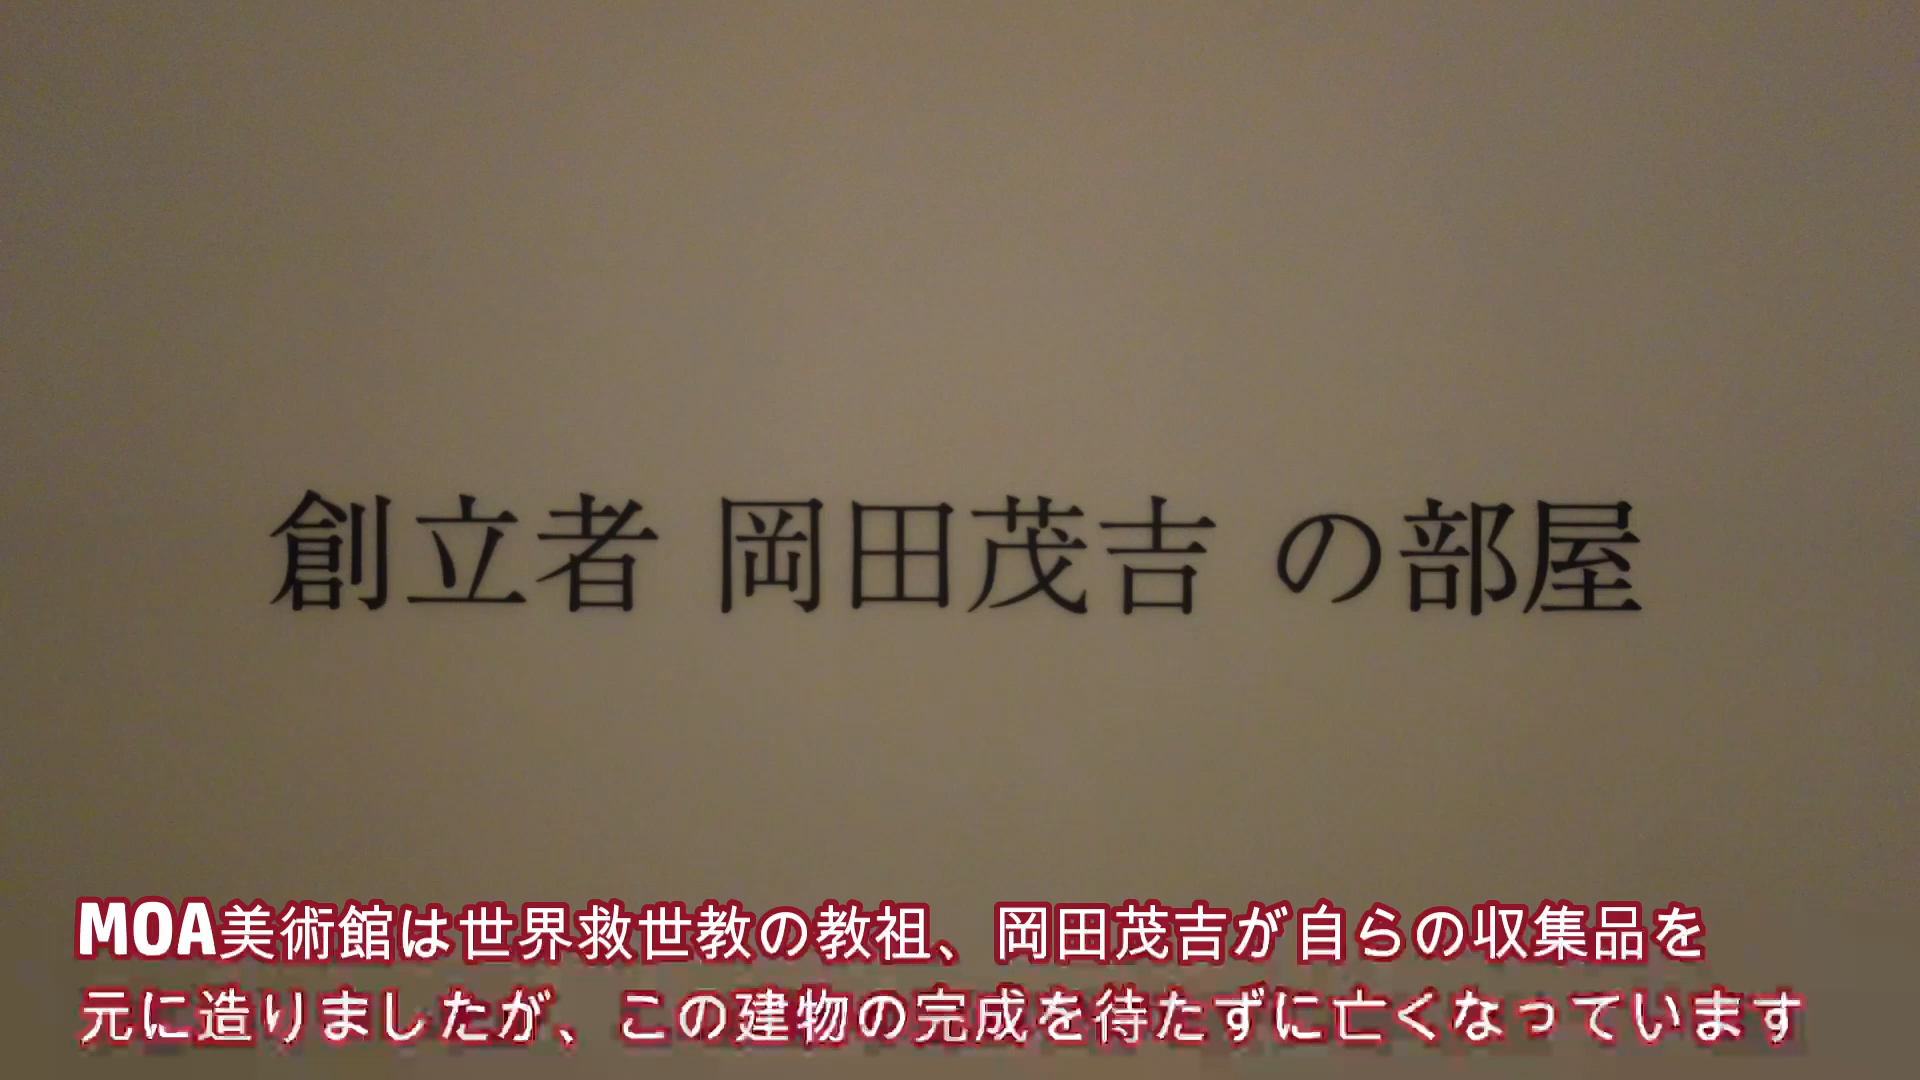 創立者 岡田茂吉 の部屋
MOA美術館は世界救世教の教祖、岡田茂吉が自らの収集品を
元に造りましたが、この建物の完成を待たずに亡くなっています